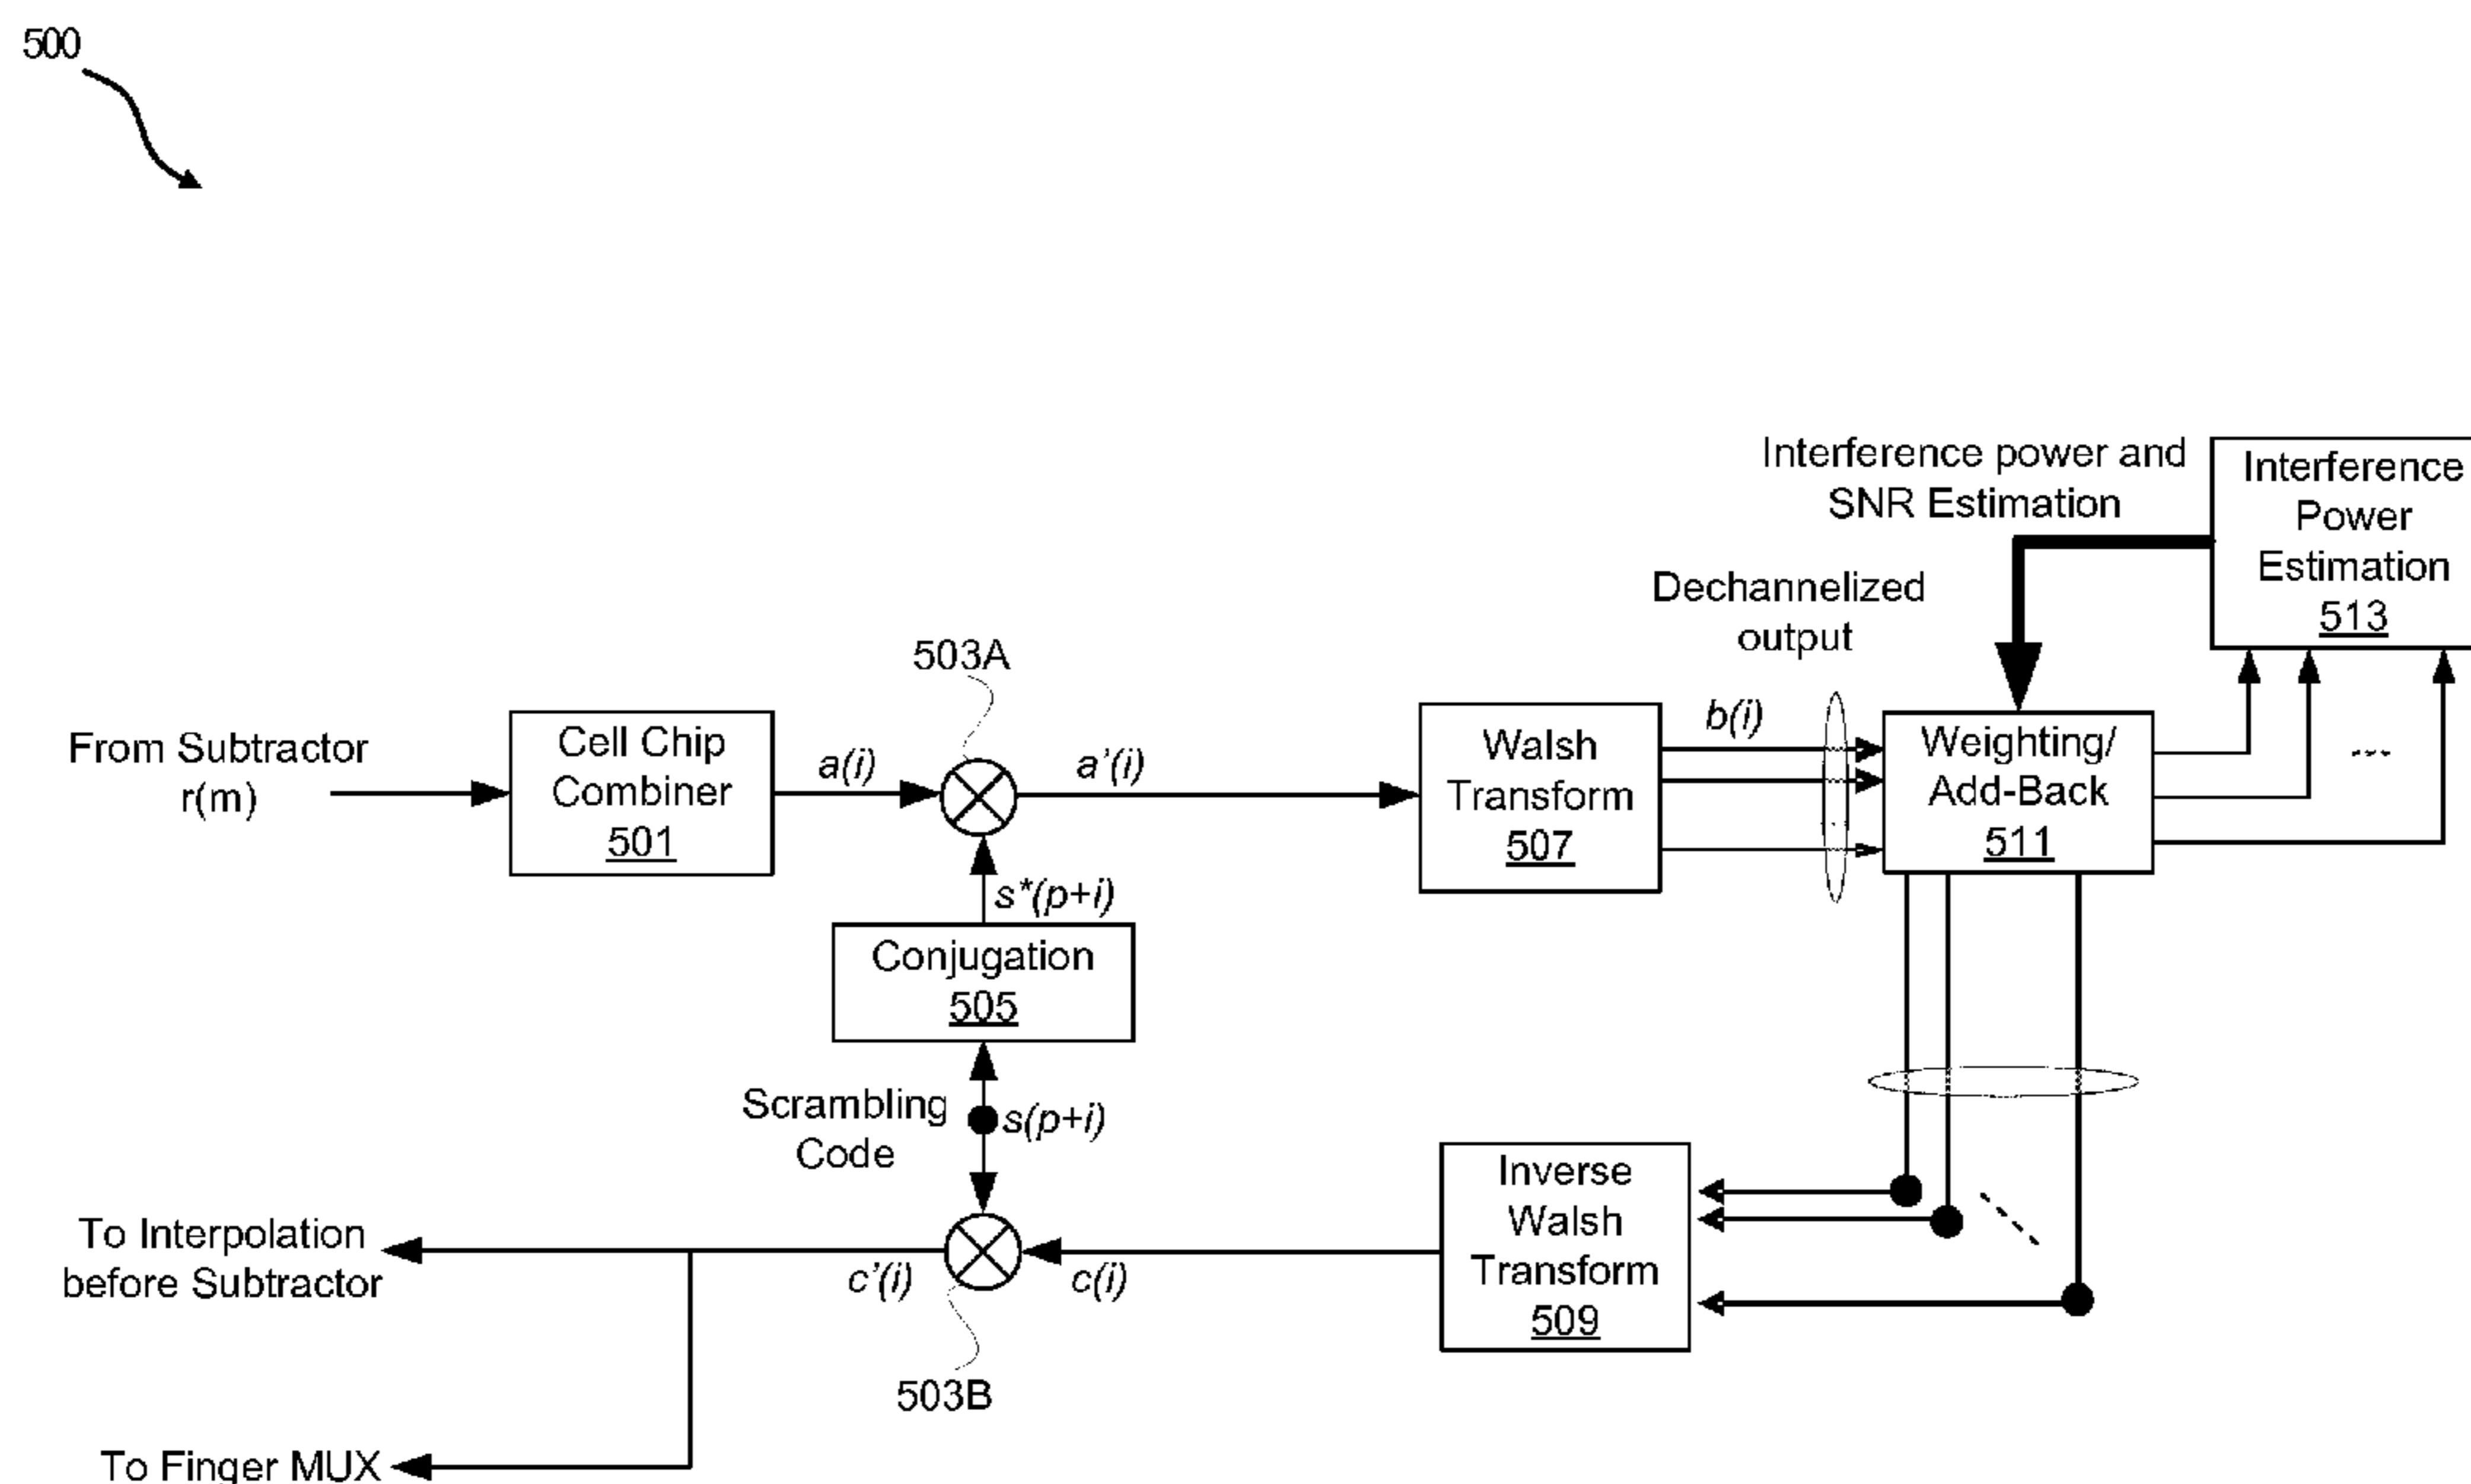 500
Interference power and
SNR Estimation
Interference
Power
Estimation
513
Dechannelized
output
503A
From Subtractor
r(m)
Cell Chip
Combiner
501
a(i)
a'(i)
Walsh
Transform
507
b(i)
Weighting/
Add-Back
511
s*(p+i)
Conjugation
505
Scrambling
Code
s(p+i)
To Interpolation
before Subtractor
c'(i)
c(i)
Inverse
Walsh
Transform
509
503B
To Finger MUX